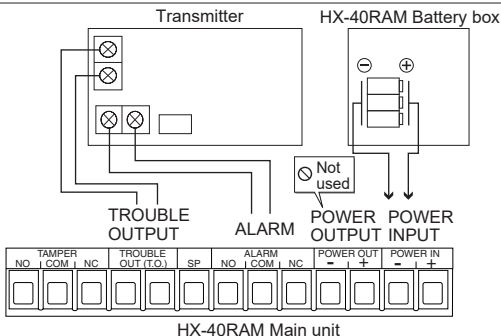 Transmitter
HX-40RAM Battery box
Not
used
TROUBLE
OUTPUT
ALARM
POWER
OUTPUT
POWER
INPUT
TAMPER
NO COM NC
TROUBLE
OUT (T.O.)
SP
ALARM
NO COM NC
POWER OUT
- +
POWER IN
- +
HX-40RAM Main unit